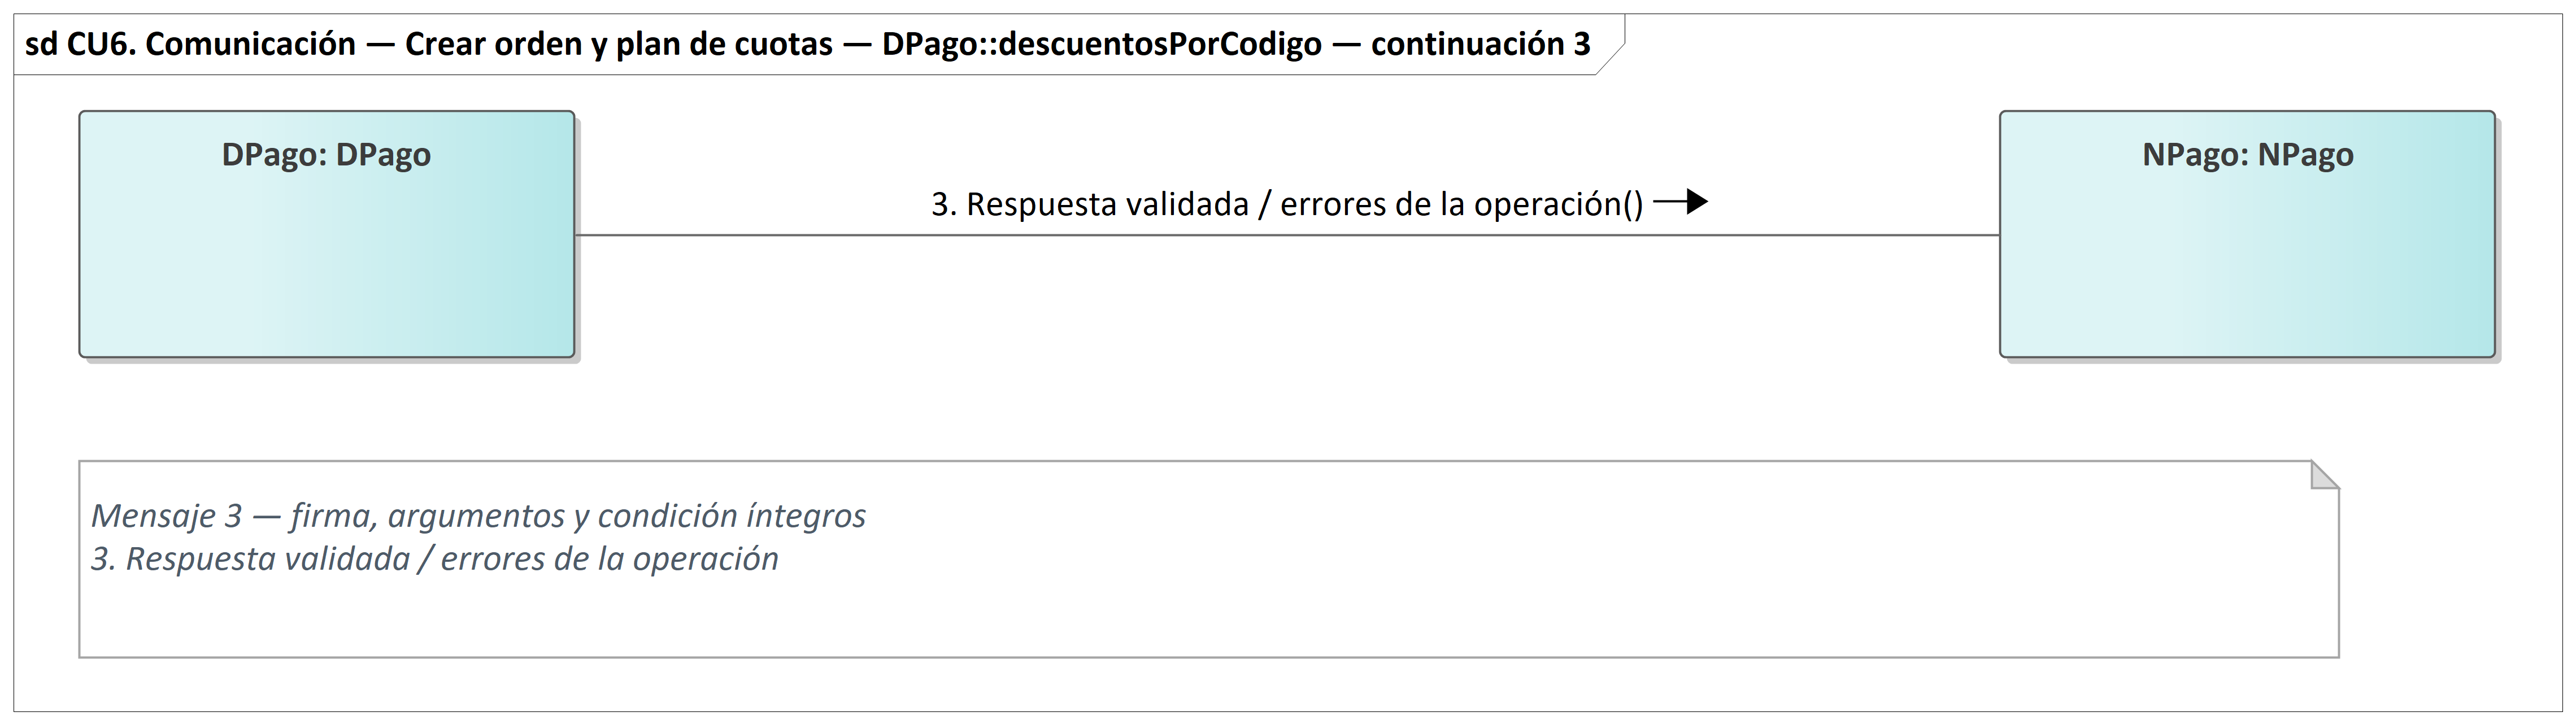 sd CU6. Comunicación — Crear orden y plan de cuotas — DPago::descuentosPorCodigo — continuación 3
DPago: DPago
NPago: NPago
3. Respuesta validada / errores de la operación()
Mensaje 3 — firma, argumentos y condición íntegros
3. Respuesta validada / errores de la operación